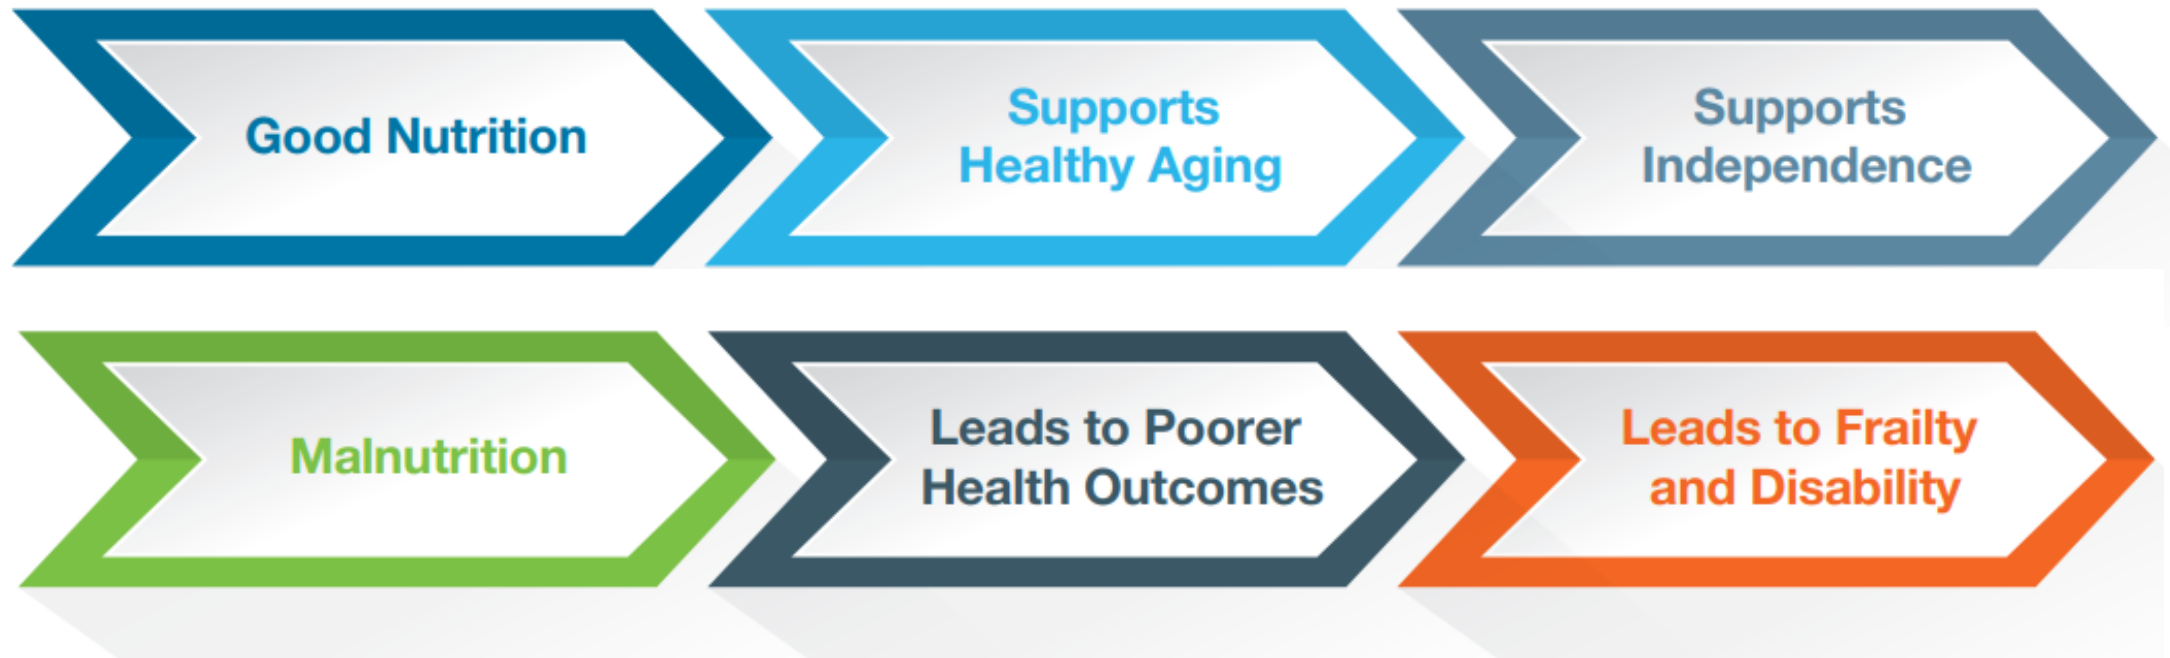 Good Nutrition
Supports
Healthy Aging
Supports
Independence
Malnutrition
Leads to Poorer
Health Outcomes
Leads to Frailty
and Disability